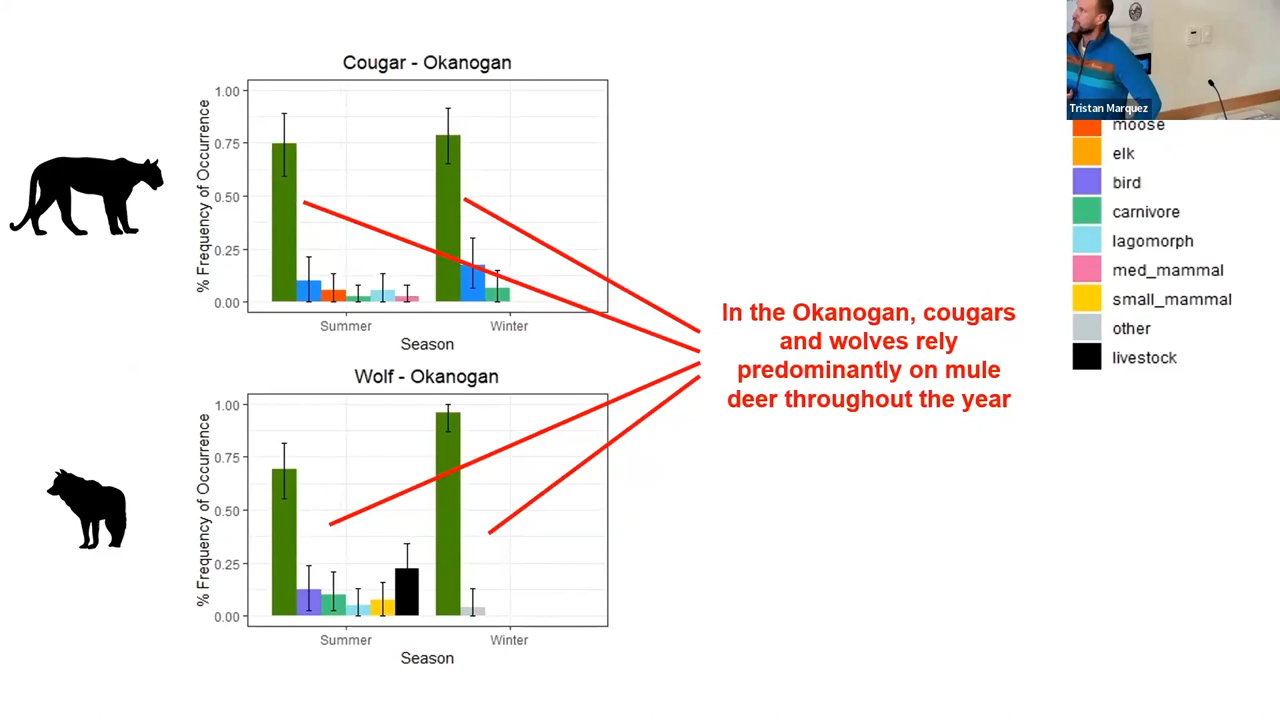 Cougar - Okanogan
% Frequency of Occurrence
1.00
0.75
0.50
0.25
0.00
Summer
Winter
Season
Wolf - Okanogan
% Frequency of Occurrence
1.00
0.75
0.50
0.25
0.00
Summer
Winter
Season
In the Okanogan, cougars
and wolves rely
predominantly on mule
deer throughout the year
Tristan Marquez
moose
elk
bird
carnivore
lagomorph
med_mammal
small_mammal
other
livestock